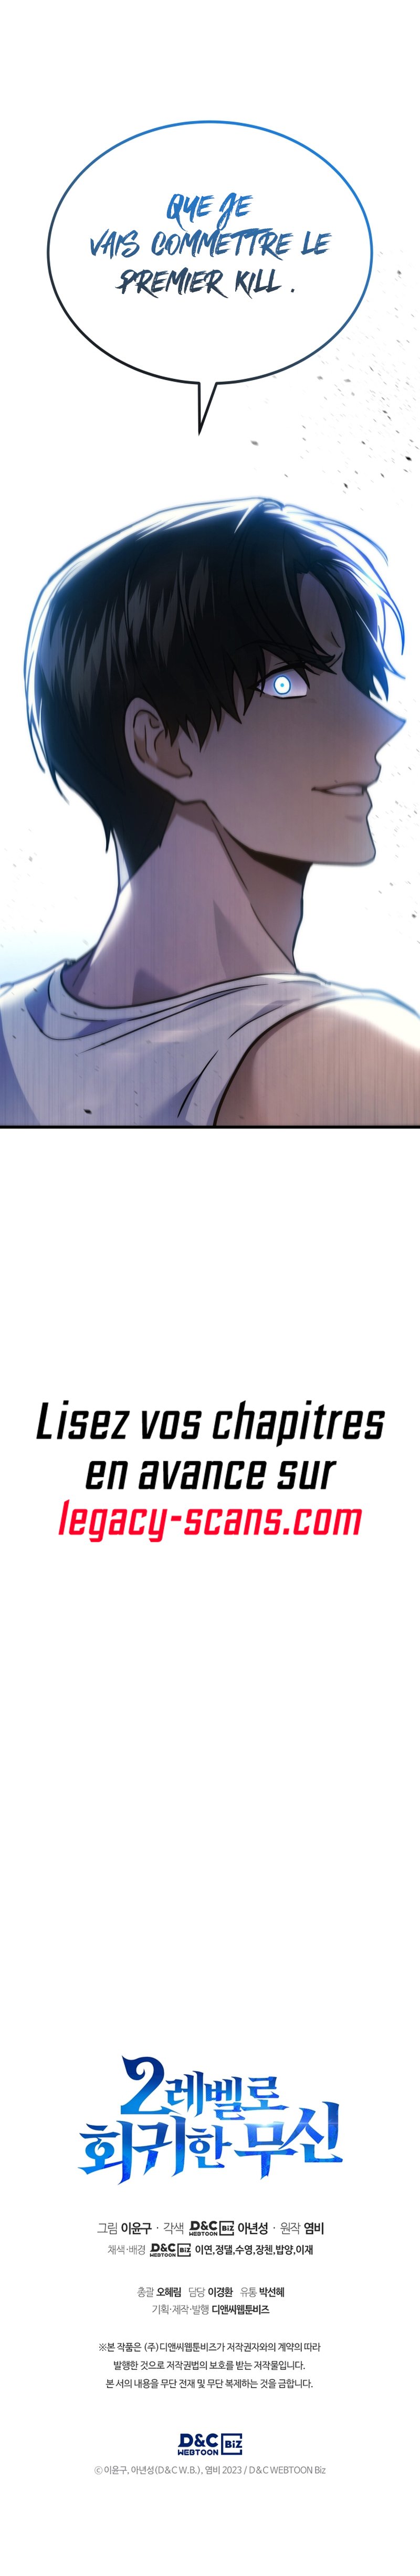 QUE JE
VAIS COMMETTRE LE
PREMIER KILL .
Lisez vos chapitres
en avance sur
legacy-scans.com
2레벨로
회귀한 무신
그림 이윤구 · 각색 D&C WEBTOON BiZ 아년성 · 원작 염비
채색·배경 D&C WEBTOON BiZ 이연,정댈,수영,장첸,밥양,이재
총괄 오혜림 담당 이경환 유통 박선혜
기획·제작·발행 디앤씨웹툰비즈
※본 작품은 (주)디앤씨웹툰비즈가 저작권자와의 계약의 따라
발행한 것으로 저작권법의 보호를 받는 저작물입니다.
본 서의 내용을 무단 전재 및 무단 복제하는 것을 금합니다.
D&C
WEBTOON BiZ
ⓒ 이윤구, 아년성(D&C W.B.), 염비 2023 / D&C WEBTOON Biz